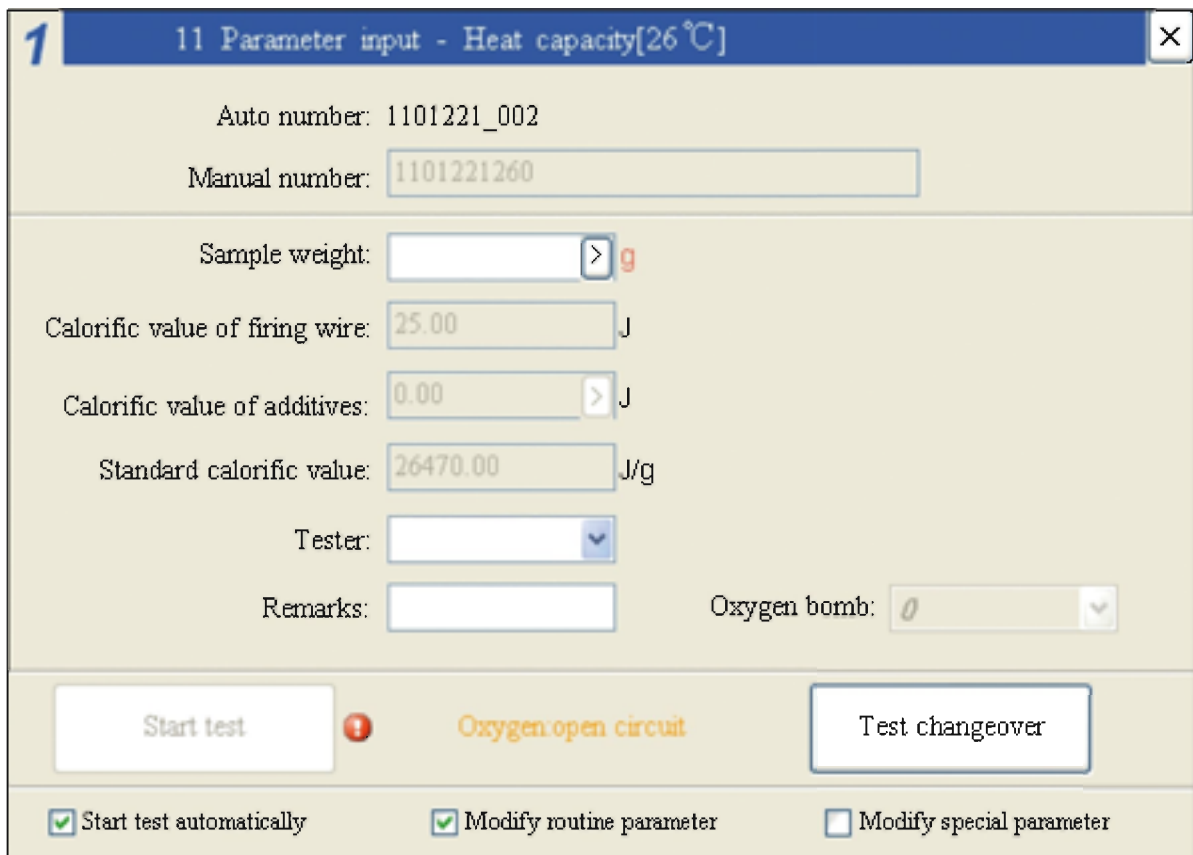 1 11 Parameter input - Heat capacity[26℃]
Auto number: 1101221_002
Manual number: 1101221260
Sample weight: > g
Calorific value of firing wire: 25.00 J
Calorific value of additives: 0.00 > J
Standard calorific value: 26470.00 J/g
Tester:
Remarks: Oxygen bomb: 0
Start test Oxygen:open circuit Test changeover
Start test automatically Modify routine parameter Modify special parameter